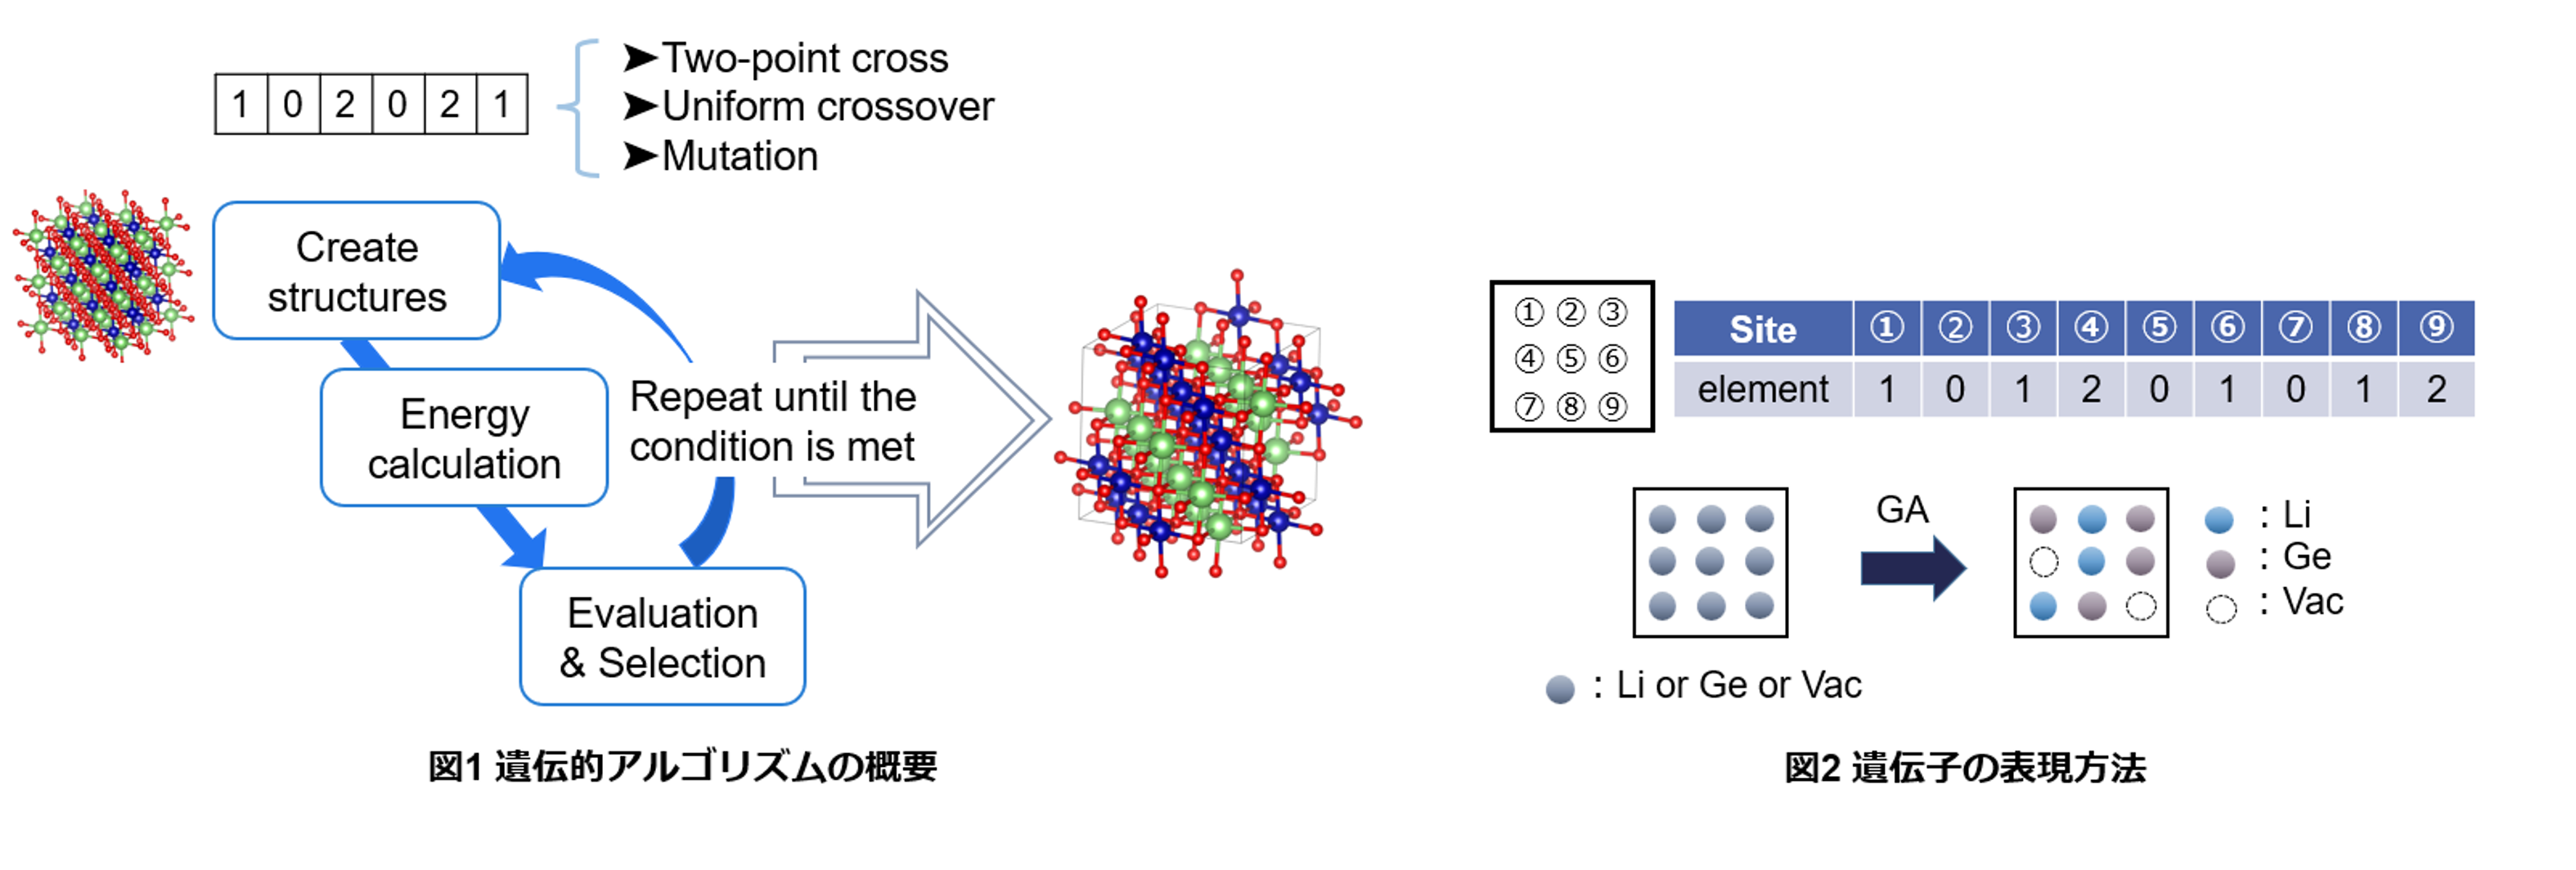 1 0 2 0 2 1
➤Two-point cross
➤Uniform crossover
➤Mutation
Create
structures
Energy
calculation
Repeat until the
condition is met
Evaluation
& Selection
図1 遺伝的アルゴリズムの概要
① ② ③
④ ⑤ ⑥
⑦ ⑧ ⑨
Site ① ② ③ ④ ⑤ ⑥ ⑦ ⑧ ⑨
element 1 0 1 2 0 1 0 1 2
GA
: Li
: Ge
: Vac
: Li or Ge or Vac
図2 遺伝子の表現方法